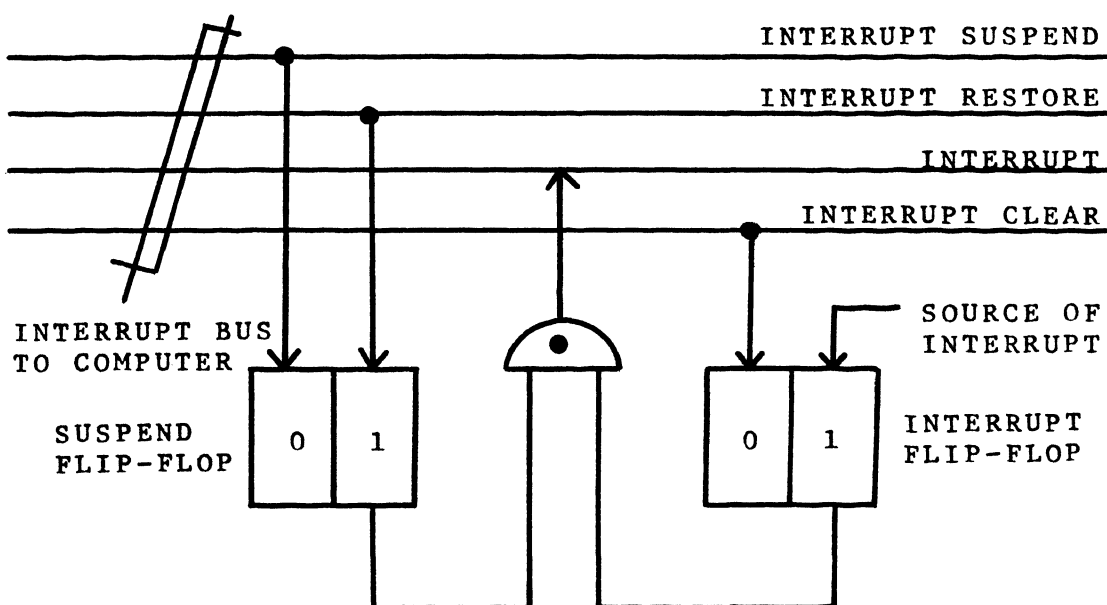 INTERRUPT SUSPEND
INTERRUPT RESTORE
INTERRUPT
INTERRUPT CLEAR
INTERRUPT BUS
TO COMPUTER
SOURCE OF
INTERRUPT
SUSPEND
FLIP-FLOP
0 1
0 1
INTERRUPT
FLIP-FLOP